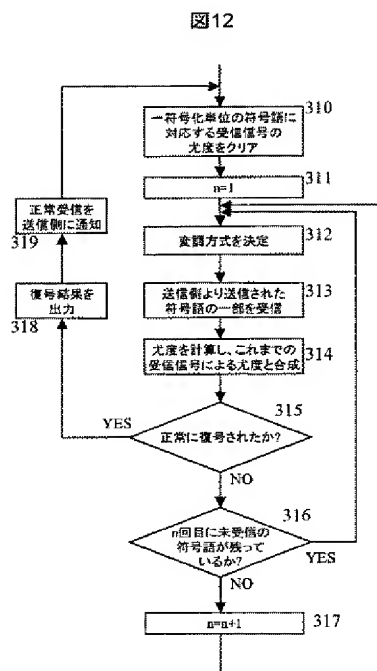 図12
310
一符号化単位の符号語に
対応する受信信号の
尤度をクリア
311
n=1
正常受信を
送信側に通知
319
312
変調方式を決定
復号結果を
出力
318
313
送信側より送信された
符号語の一部を受信
314
尤度を計算し、これまでの
受信信号による尤度と合成
315
YES
正常に復号されたか?
NO
316
n回目に未受信の
符号語が残って
いるか?
YES
NO
n=n+1
317